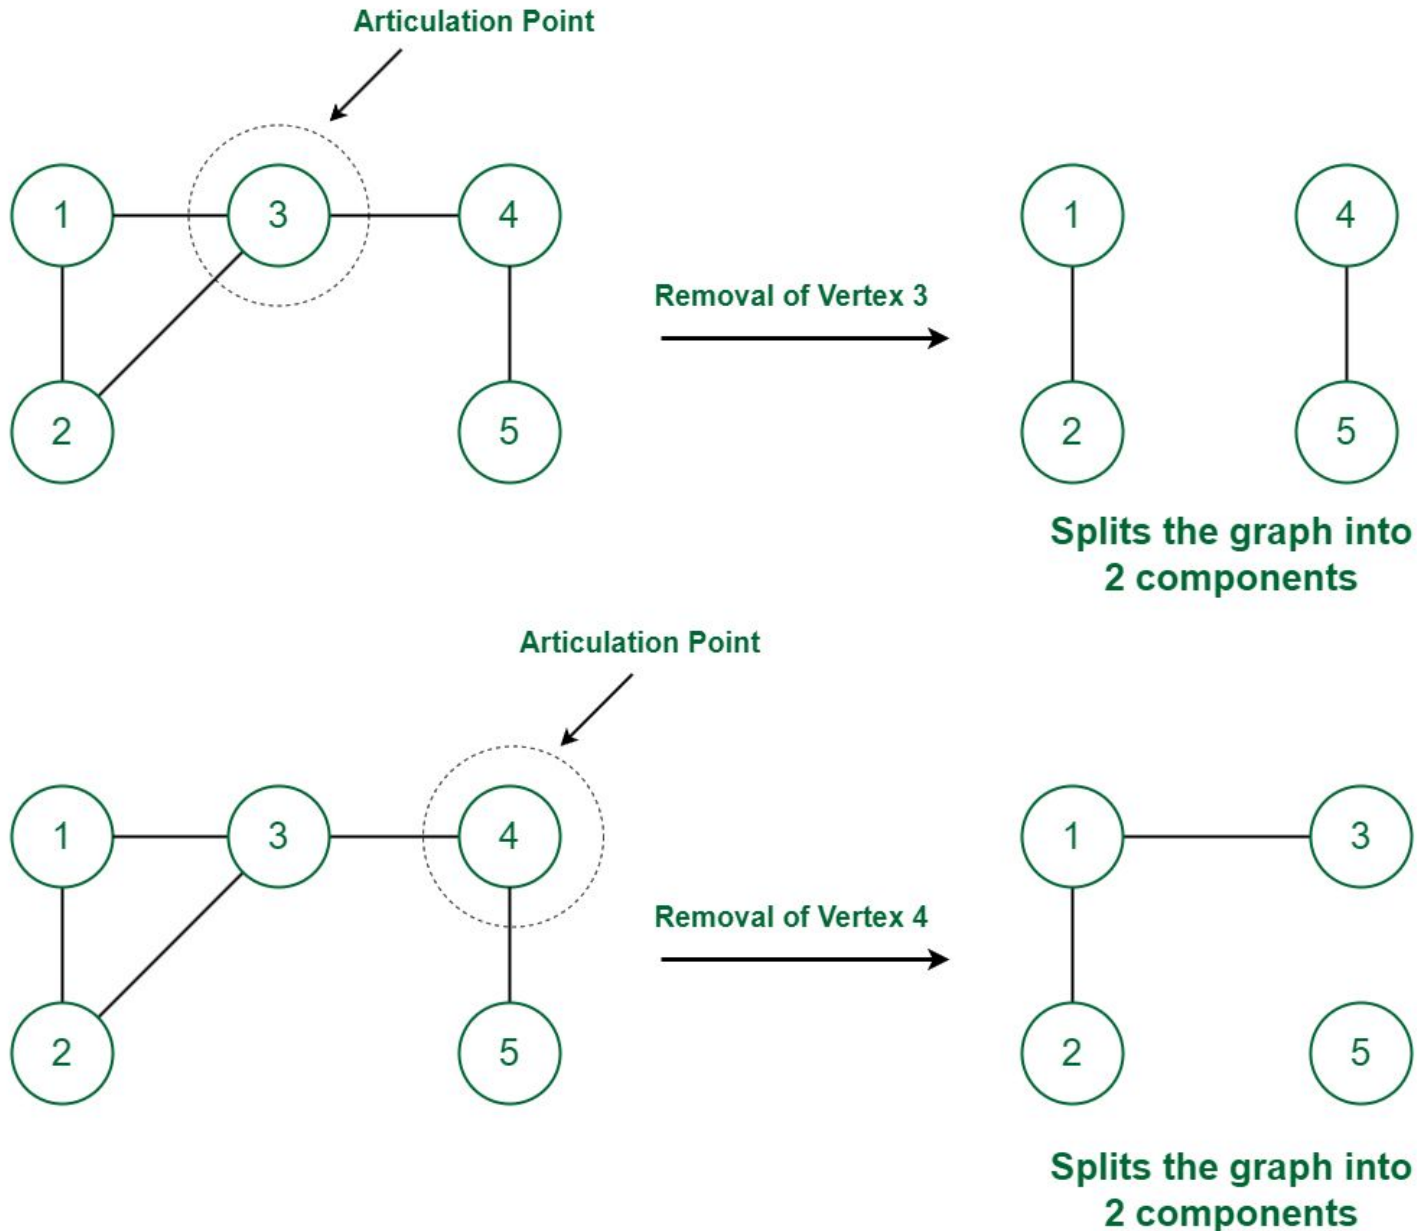 Articulation Point
1
3
4
1
4
Removal of Vertex 3
2
5
2
5
Splits the graph into
2 components
Articulation Point
1
3
4
1
3
Removal of Vertex 4
2
5
2
5
Splits the graph into
2 components